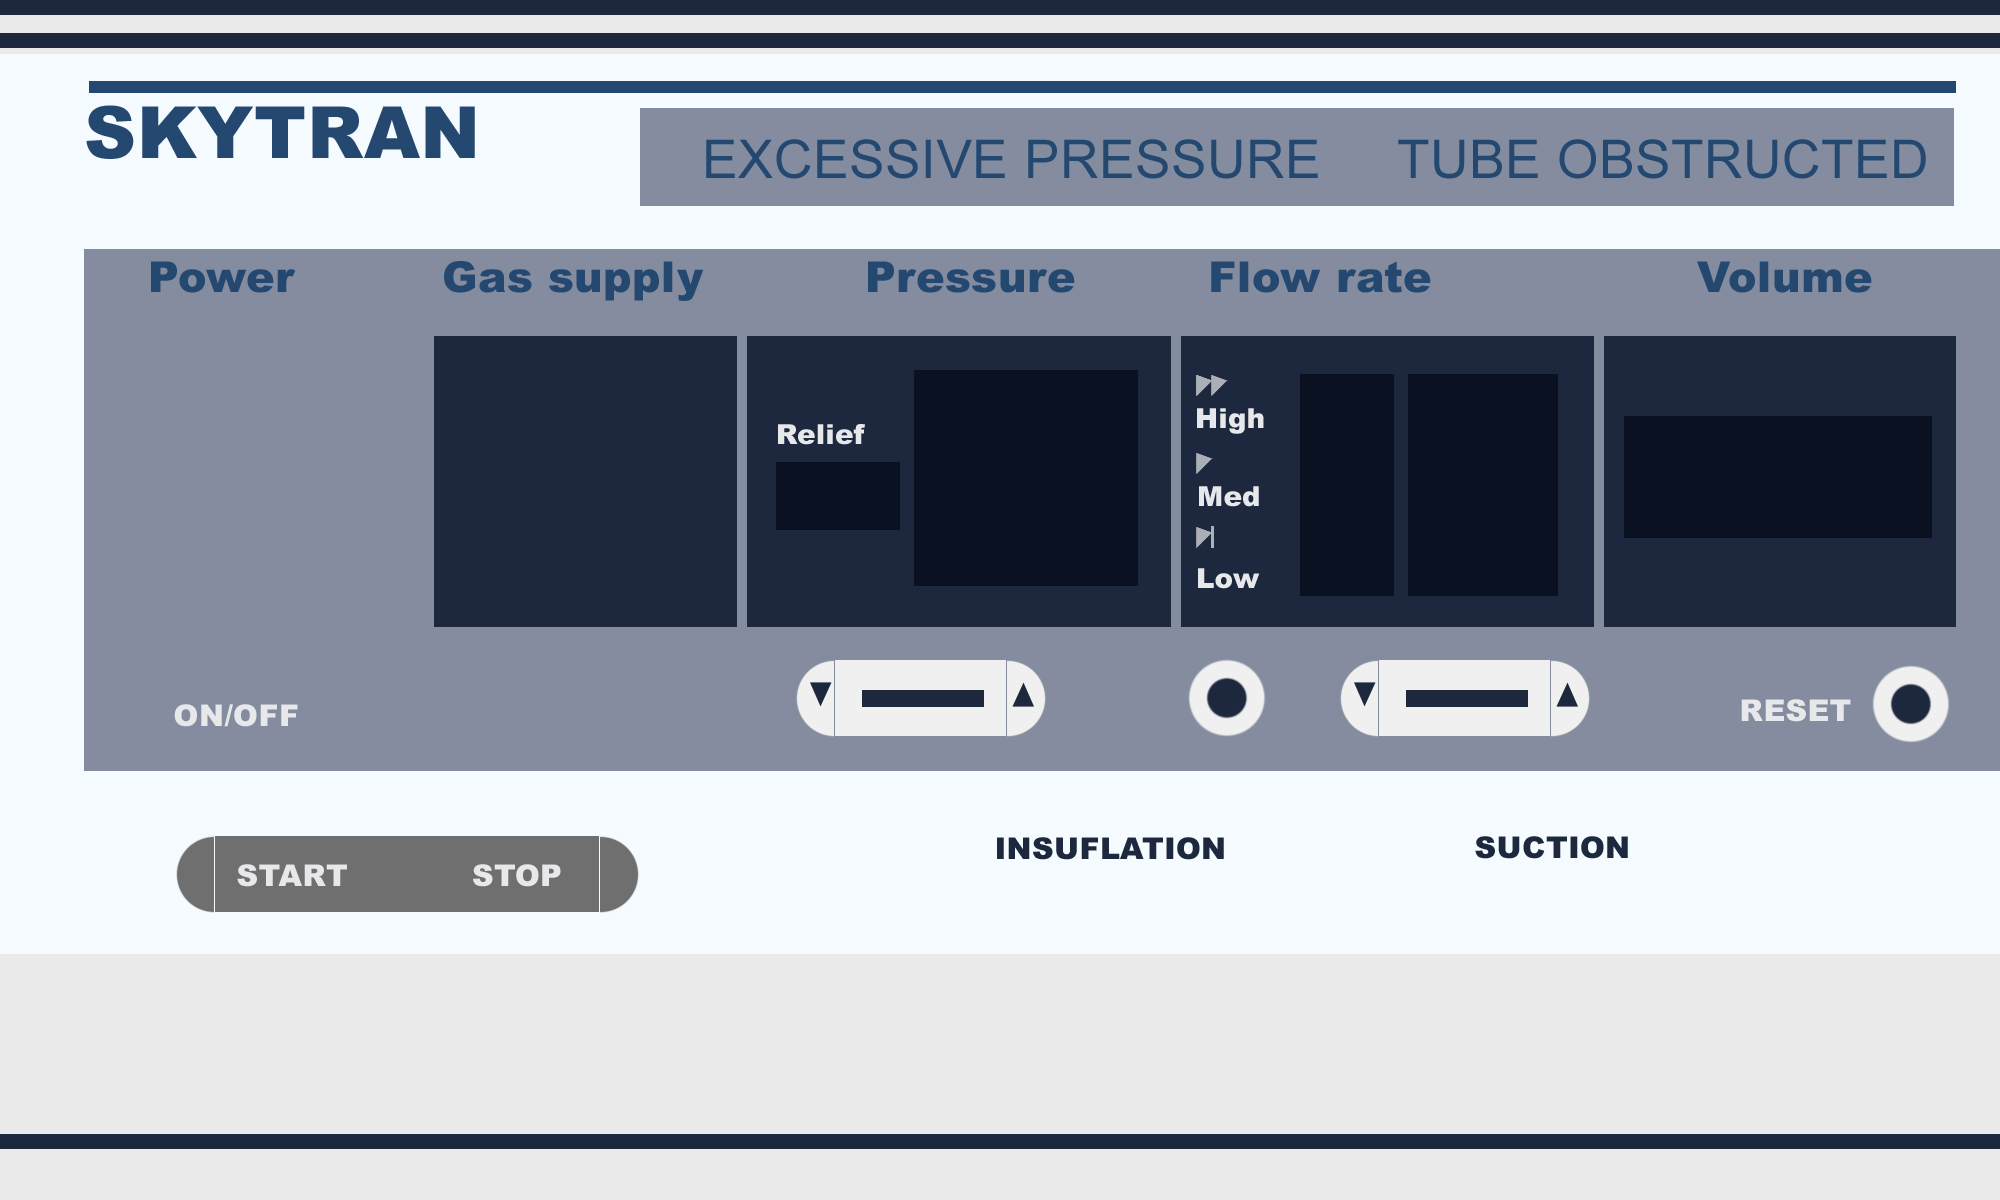 SKYTRAN
EXCESSIVE PRESSURE TUBE OBSTRUCTED
Power Gas supply Pressure Flow rate Volume
Relief
High
Med
Low
ON/OFF
RESET
START STOP
INSUFLATION
SUCTION